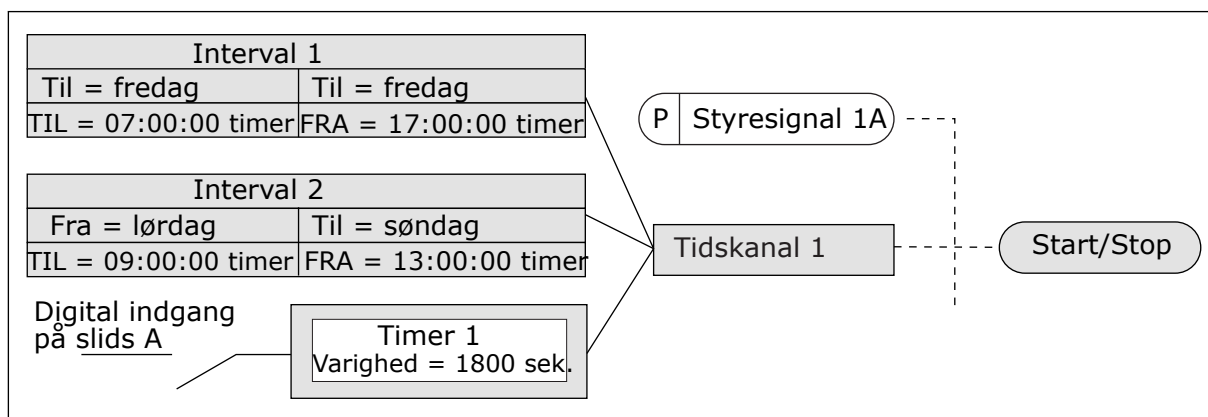 Interval 1
Til = fredag Til = fredag
TIL = 07:00:00 timer FRA = 17:00:00 timer
P Styresignal 1A
Interval 2
Fra = lørdag Til = søndag
TIL = 09:00:00 timer FRA = 13:00:00 timer
Tidskanal 1
Start/Stop
Digital indgang
på slids A
Timer 1
Varighed = 1800 sek.